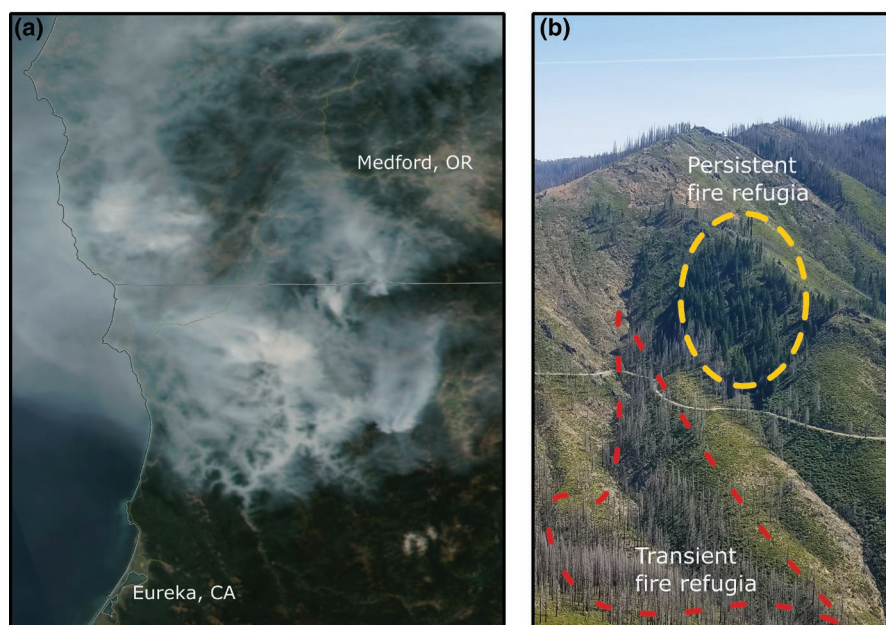 (a)
Medford, OR
Eureka, CA
(b)
Persistent
fire refugia
Transient
fire refugia